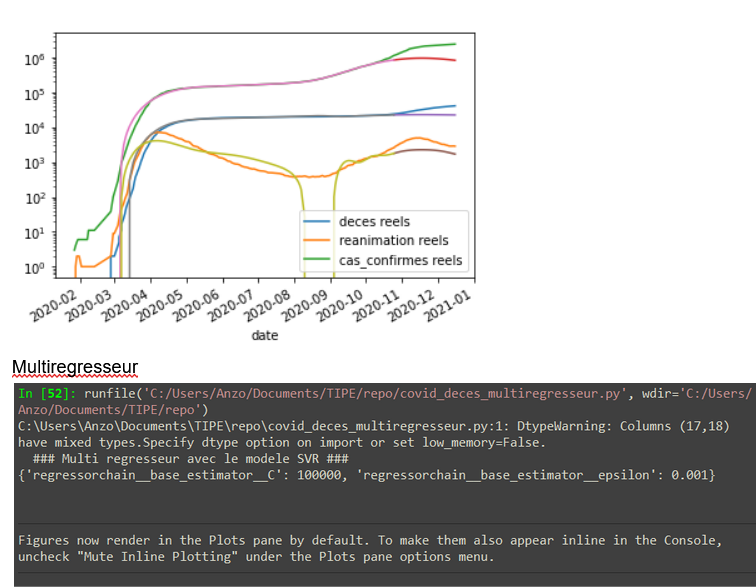 10^6
10^5
10^4
10^3
10^2
10^1
10^0
deces reels
reanimation reels
cas_confirmes reels
2020-02 2020-03 2020-04 2020-05 2020-06 2020-07 2020-08 2020-09 2020-10 2020-11 2020-12 2021-01
date
Multiregresseur
In [52]: runfile('C:/Users/Anzo/Documents/TIPE/repo/covid_deces_multiregresseur.py', wdir='C:/Users/
Anzo/Documents/TIPE/repo')
C:\Users\Anzo\Documents\TIPE\repo\covid_deces_multiregresseur.py:1: DtypeWarning: Columns (17,18)
have mixed types.Specify dtype option on import or set low_memory=False.
### Multi regresseur avec le modele SVR ###
{'regressorchain__base_estimator__C': 100000, 'regressorchain__base_estimator__epsilon': 0.001}
Figures now render in the Plots pane by default. To make them also appear inline in the Console,
uncheck "Mute Inline Plotting" under the Plots pane options menu.